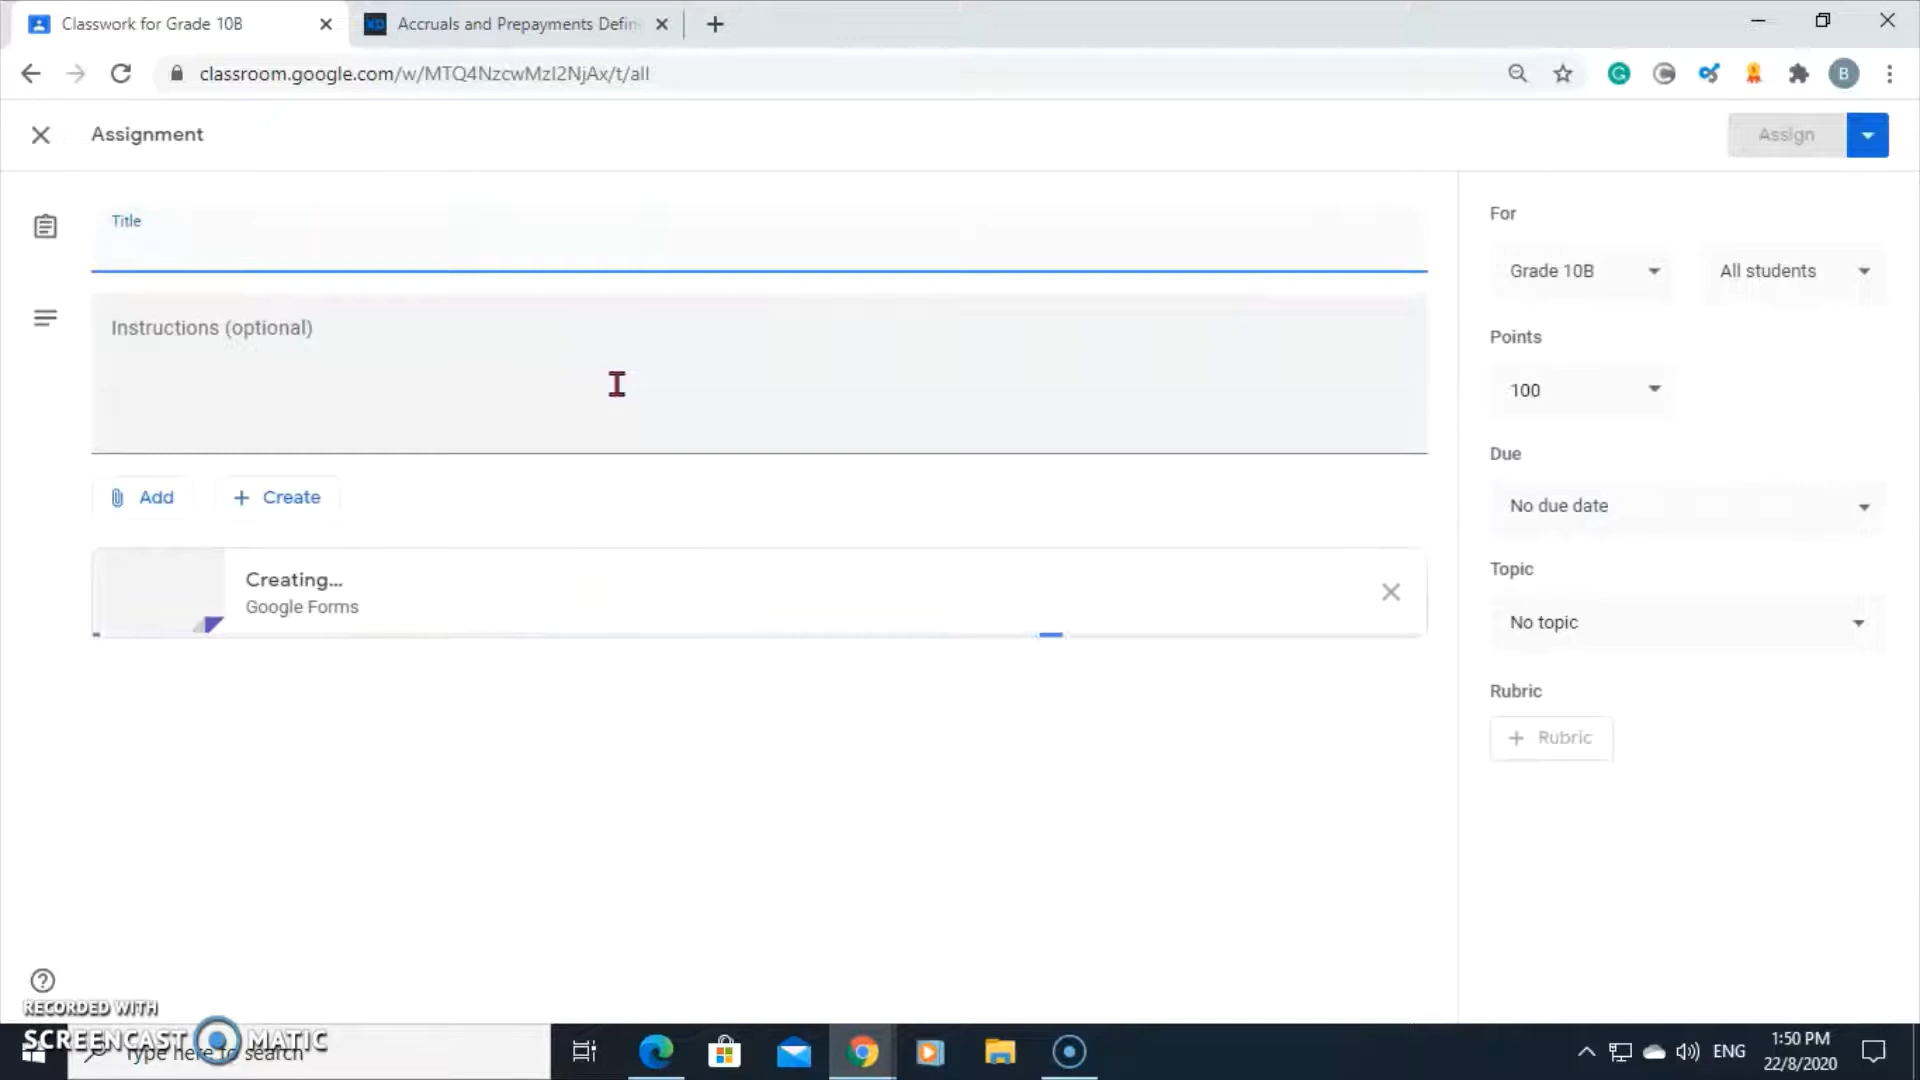 Classwork for Grade 10B
xp Accruals and Prepayments Defin
classroom.google.com/w/MTQ4NzcwMzI2NjAx/t/all
B
Assignment
Assign
Title
Instructions (optional)
Add
Create
Creating...
Google Forms
For
Grade 10B
All students
Points
100
Due
No due date
Topic
No topic
Rubric
Rubric
RECORDED WITH
SCREENCAST MATIC
Type here to search
ENG
1:50 PM
22/8/2020